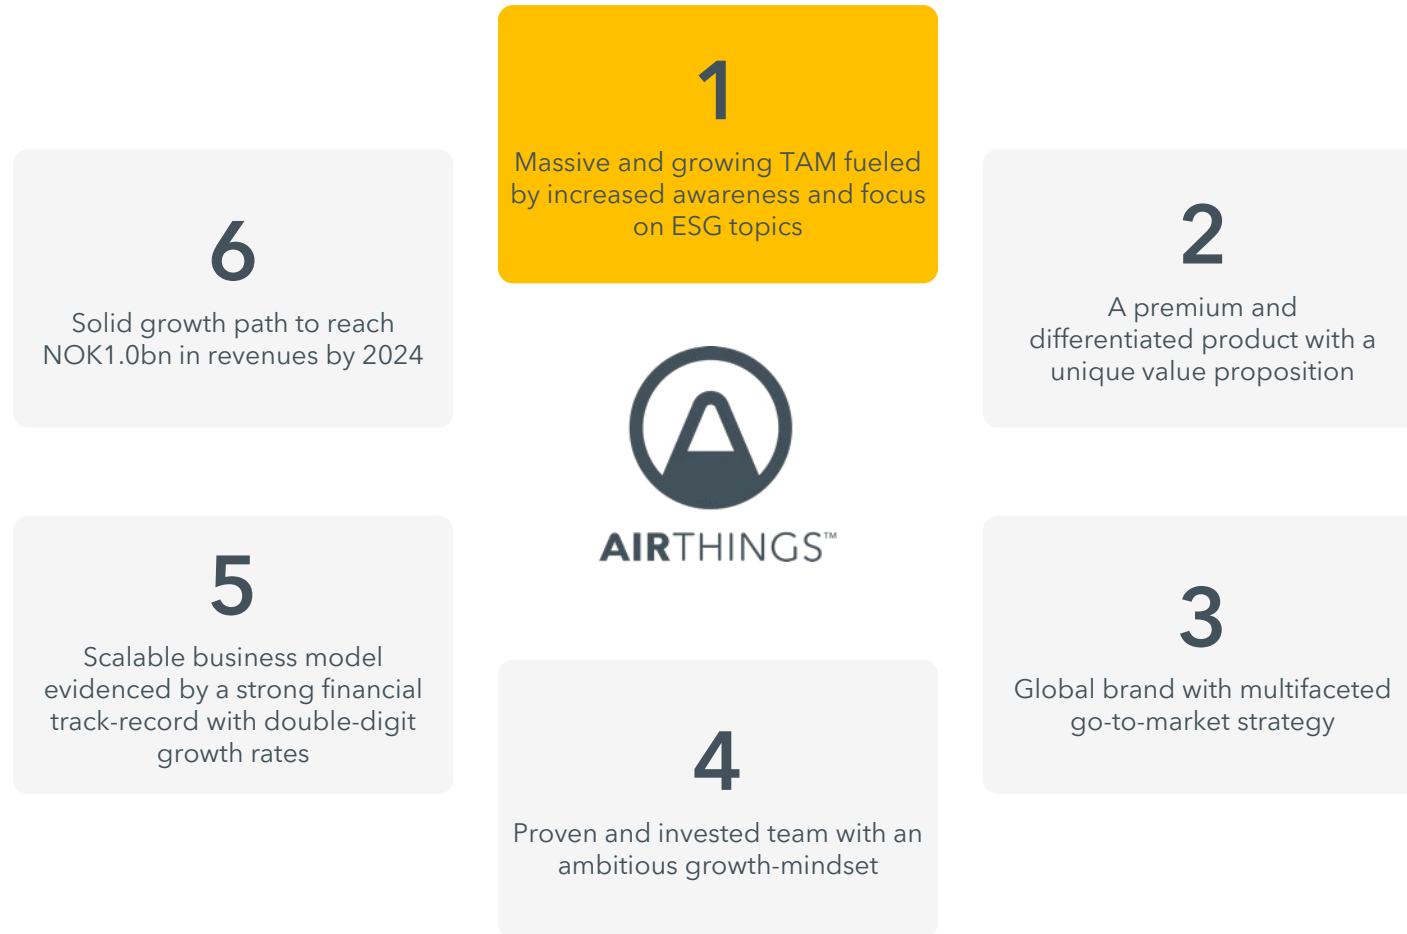 1
Massive and growing TAM fueled
by increased awareness and focus
on ESG topics
2
A premium and
differentiated product with a
unique value proposition
3
Global brand with multifaceted
go-to-market strategy
4
Proven and invested team with an
ambitious growth-mindset
5
Scalable business model
evidenced by a strong financial
track-record with double-digit
growth rates
6
Solid growth path to reach
NOK1.0bn in revenues by 2024
AIRTHINGS™